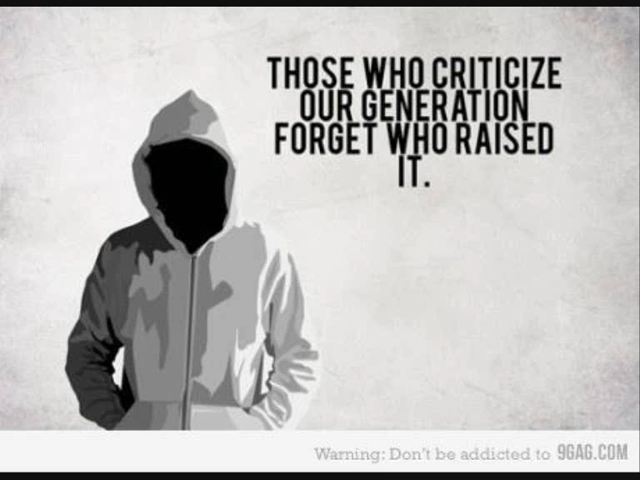 THOSE WHO CRITICIZE
OUR GENERATION
FORGET WHO RAISED
IT.
Warning: Don't be addicted to 9GAG.COM